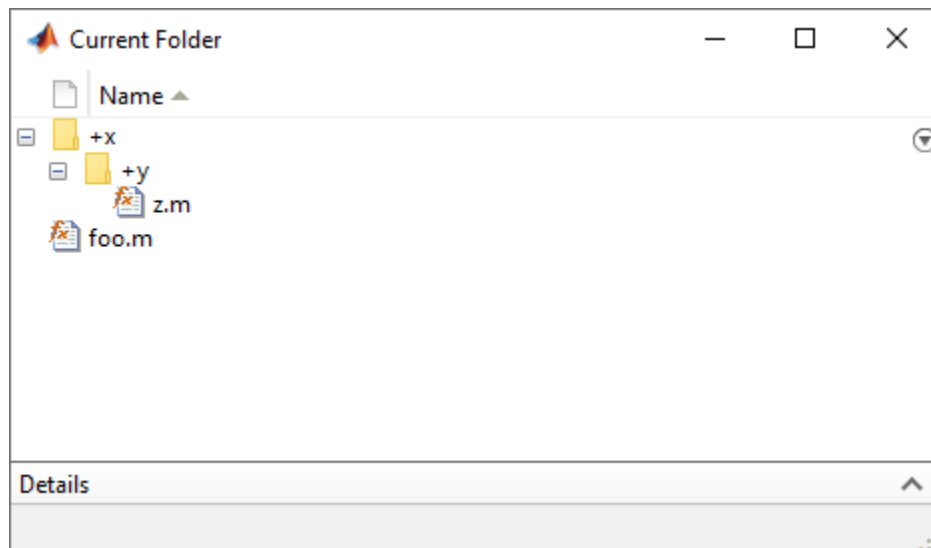 Current Folder
Name
+x
+y
z.m
foo.m
Details